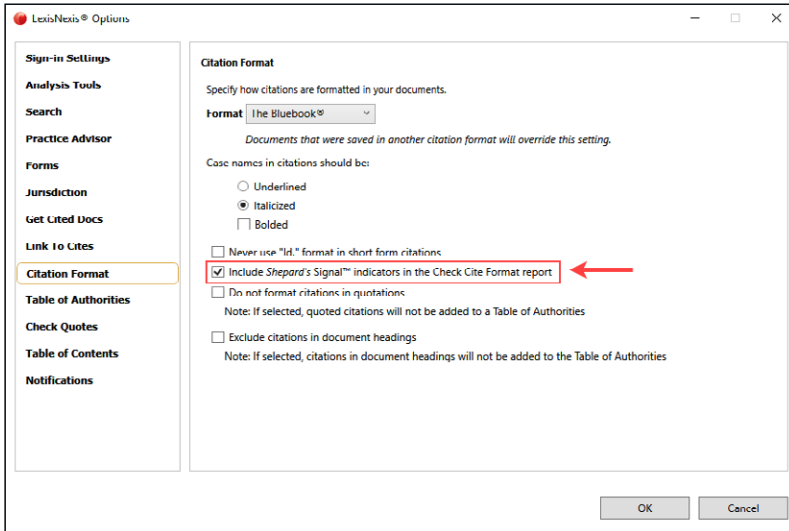 LexisNexis® Options
Sign-in Settings
Analysis Tools
Search
Practice Advisor
Forms
Jurisdiction
Get Cited Docs
Link To Cites
Citation Format
Table of Authorities
Check Quotes
Table of Contents
Notifications
Citation Format
Specify how citations are formatted in your documents.
Format The Bluebook®
Documents that were saved in another citation format will override this setting.
Case names in citations should be:
Underlined
Italicized
Bolded
Never use "Id." format in short form citations
Include Shepard's Signal™ indicators in the Check Cite Format report
Do not format citations in quotations
Note: If selected, quoted citations will not be added to a Table of Authorities
Exclude citations in document headings
Note: If selected, citations in document headings will not be added to the Table of Authorities
OK Cancel